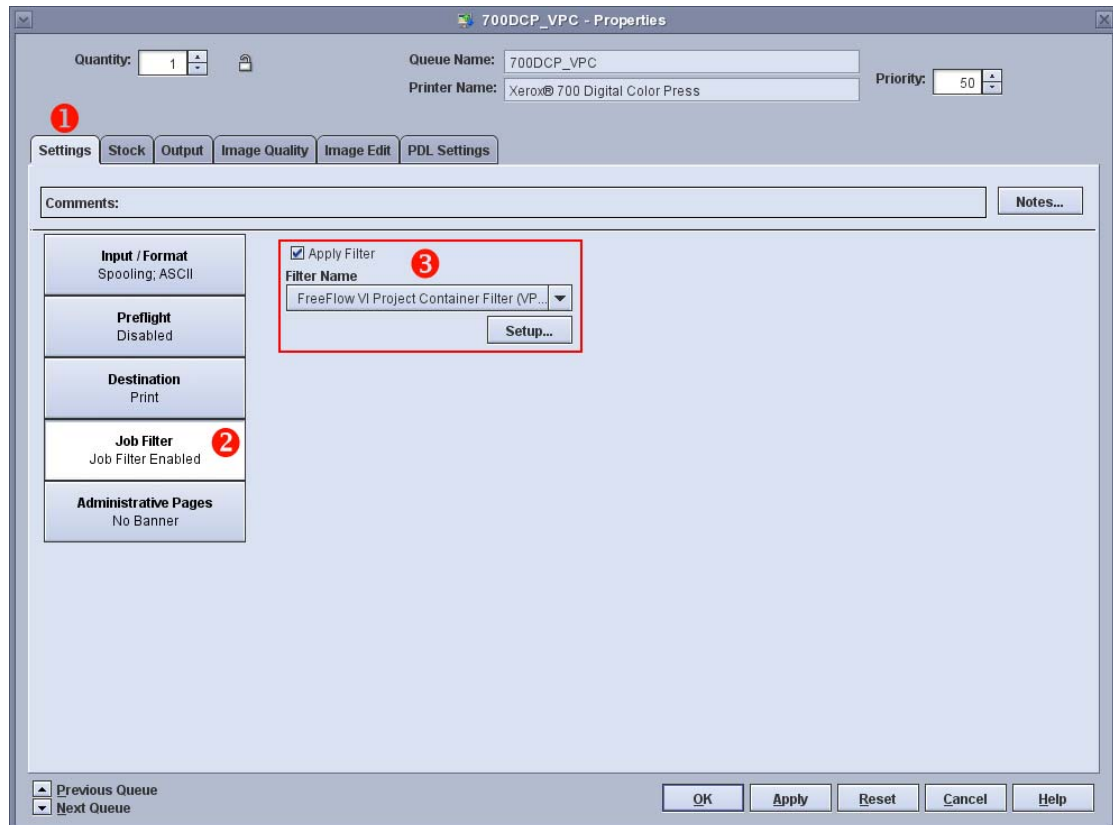 700DCP_VPC - Properties
Quantity: 1
Queue Name: 700DCP_VPC
Printer Name: Xerox® 700 Digital Color Press
Priority: 50
1
Settings Stock Output Image Quality Image Edit PDL Settings
Comments:
Notes...
Input / Format
Spooling; ASCII
Preflight
Disabled
Destination
Print
Job Filter
Job Filter Enabled
2
Administrative Pages
No Banner
Apply Filter
3
Filter Name
FreeFlow VI Project Container Filter (VP...
Setup...
Previous Queue
Next Queue
OK Apply Reset Cancel Help